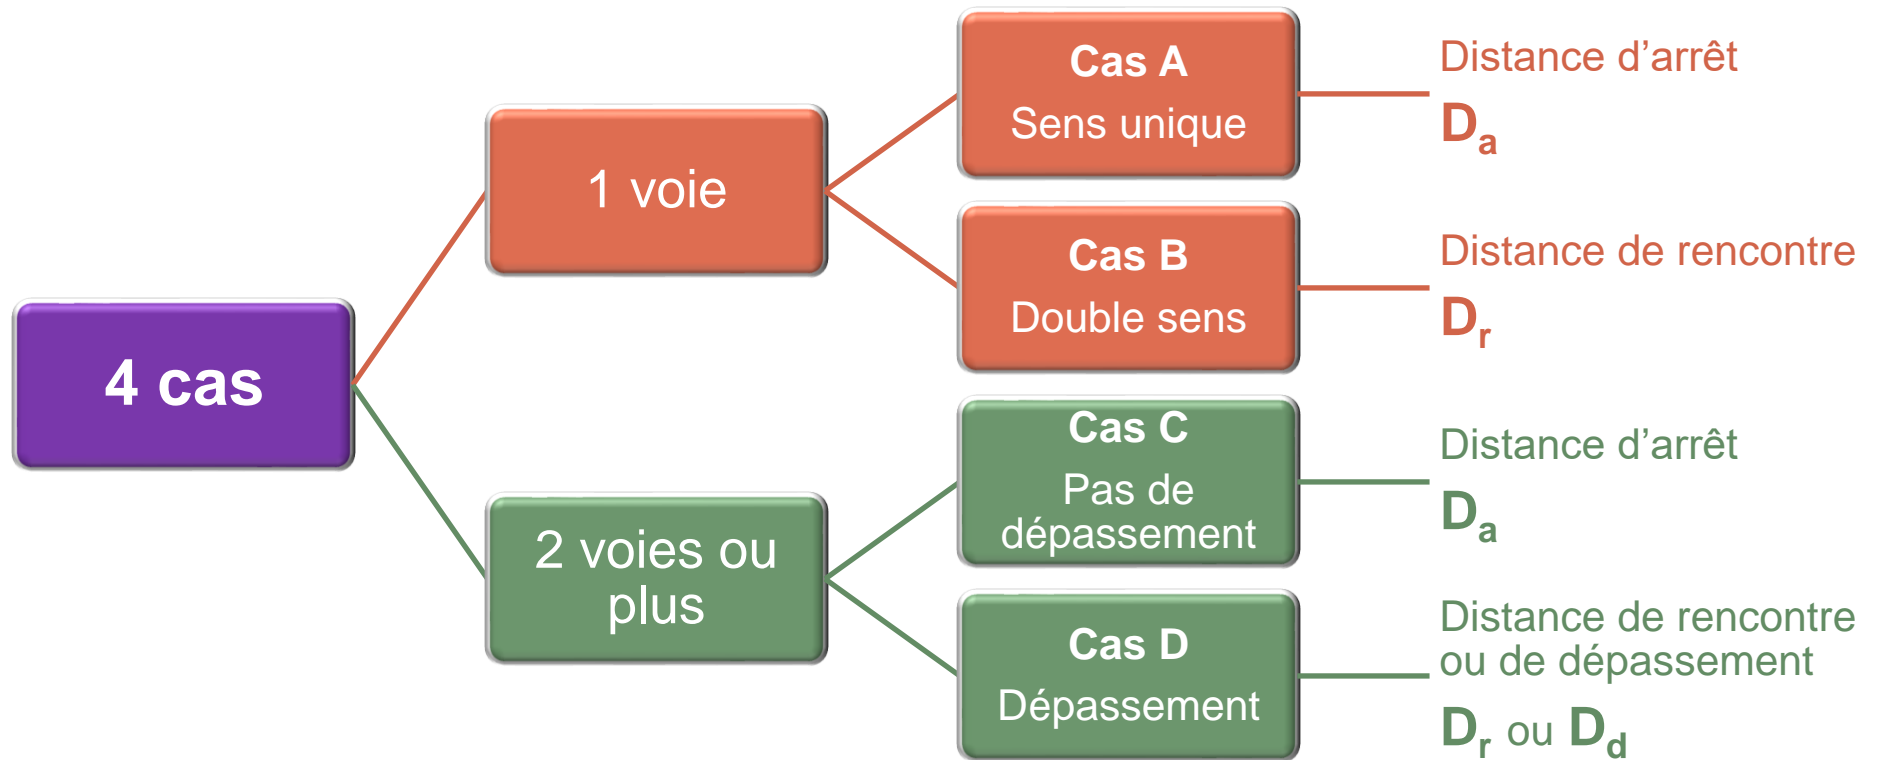 4 cas
1 voie
Cas A
Sens unique
Distance d’arrêt
Da
Cas B
Double sens
Distance de rencontre
Dr
2 voies ou
plus
Cas C
Pas de
dépassement
Distance d’arrêt
Da
Cas D
Dépassement
Distance de rencontre
ou de dépassement
Dr ou Dd